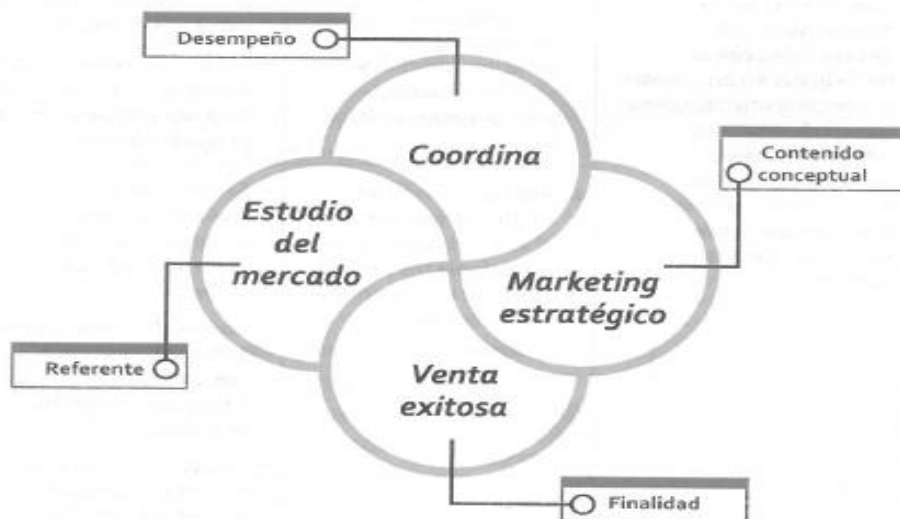 Desempeño
Coordina
Contenido
conceptual
Estudio
del
mercado
Marketing
estratégico
Referente
Venta
exitosa
Finalidad